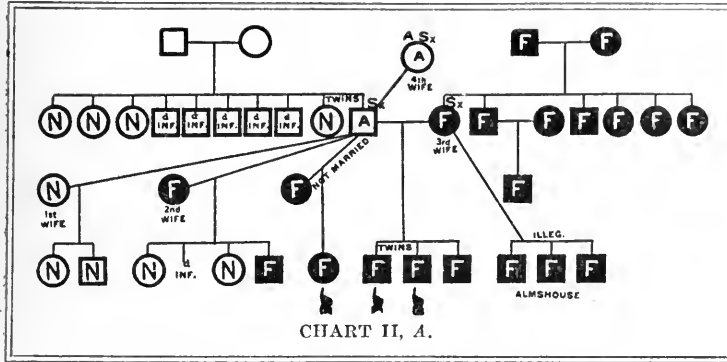 A Sx
F F
A
4th
WIFE
TWINS Sx Sx
N N N d INF. d INF. d INF. d INF. d INF. N A F F F F F F F
3rd
WIFE
NOT MARRIED
N F F F
1st
WIFE
2nd
WIFE
ILLEG.
TWINS
N N N d INF. N F F F F F F F F
ALMSHOUSE
CHART II, A.